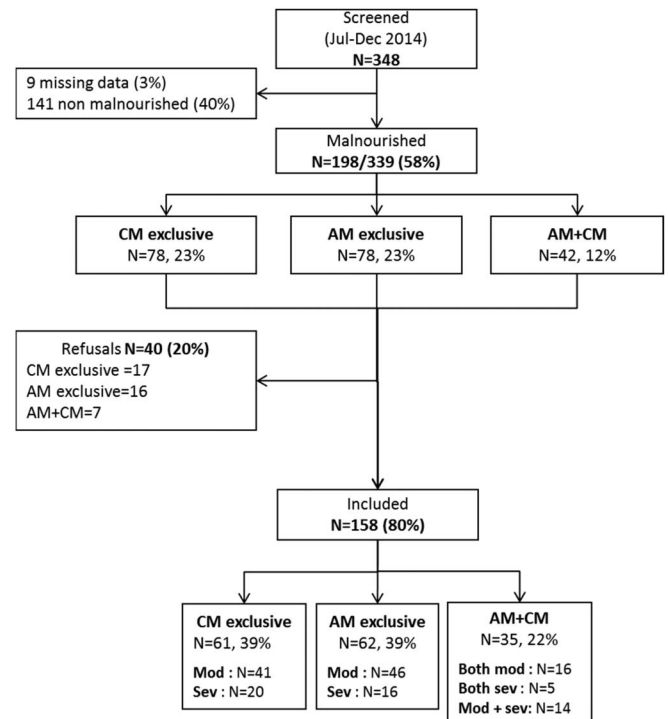 Screened
(Jul-Dec 2014)
N=348
9 missing data (3%)
141 non malnourished (40%)
Malnourished
N=198/339 (58%)
CM exclusive
N=78, 23%
AM exclusive
N=78, 23%
AM+CM
N=42, 12%
Refusals N=40 (20%)
CM exclusive =17
AM exclusive=16
AM+CM=7
Included
N=158 (80%)
CM exclusive
N=61, 39%
Mod : N=41
Sev : N=20
AM exclusive
N=62, 39%
Mod : N=46
Sev : N=16
AM+CM
N=35, 22%
Both mod : N=16
Both sev : N=5
Mod + sev: N=14